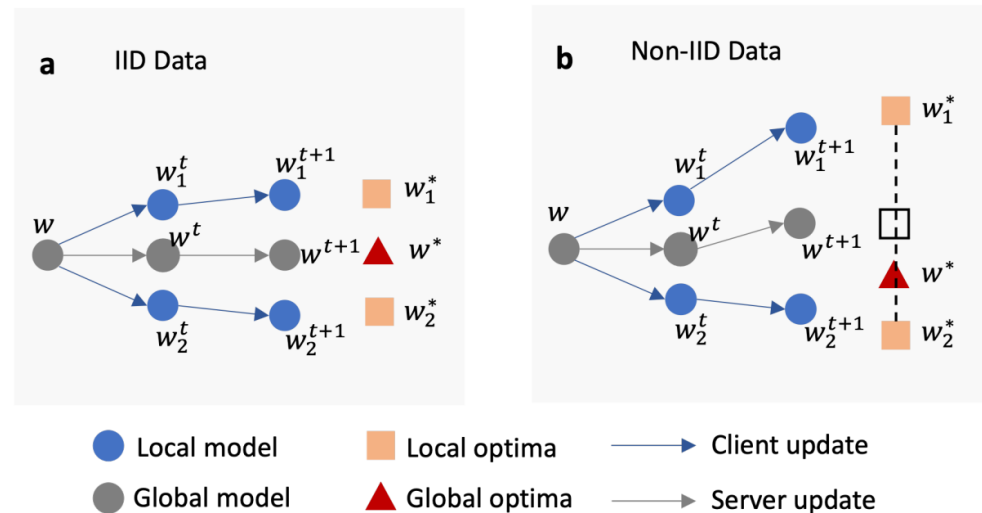 a IID Data
w
w_1^t
w_1^{t+1}
w_1^*
w^t
w^{t+1}
w^*
w_2^t
w_2^{t+1}
w_2^*
b Non-IID Data
w
w_1^t
w_1^{t+1}
w_1^*
w^t
w^{t+1}
w^*
w_2^t
w_2^{t+1}
w_2^*
Local model Local optima Client update
Global model Global optima Server update